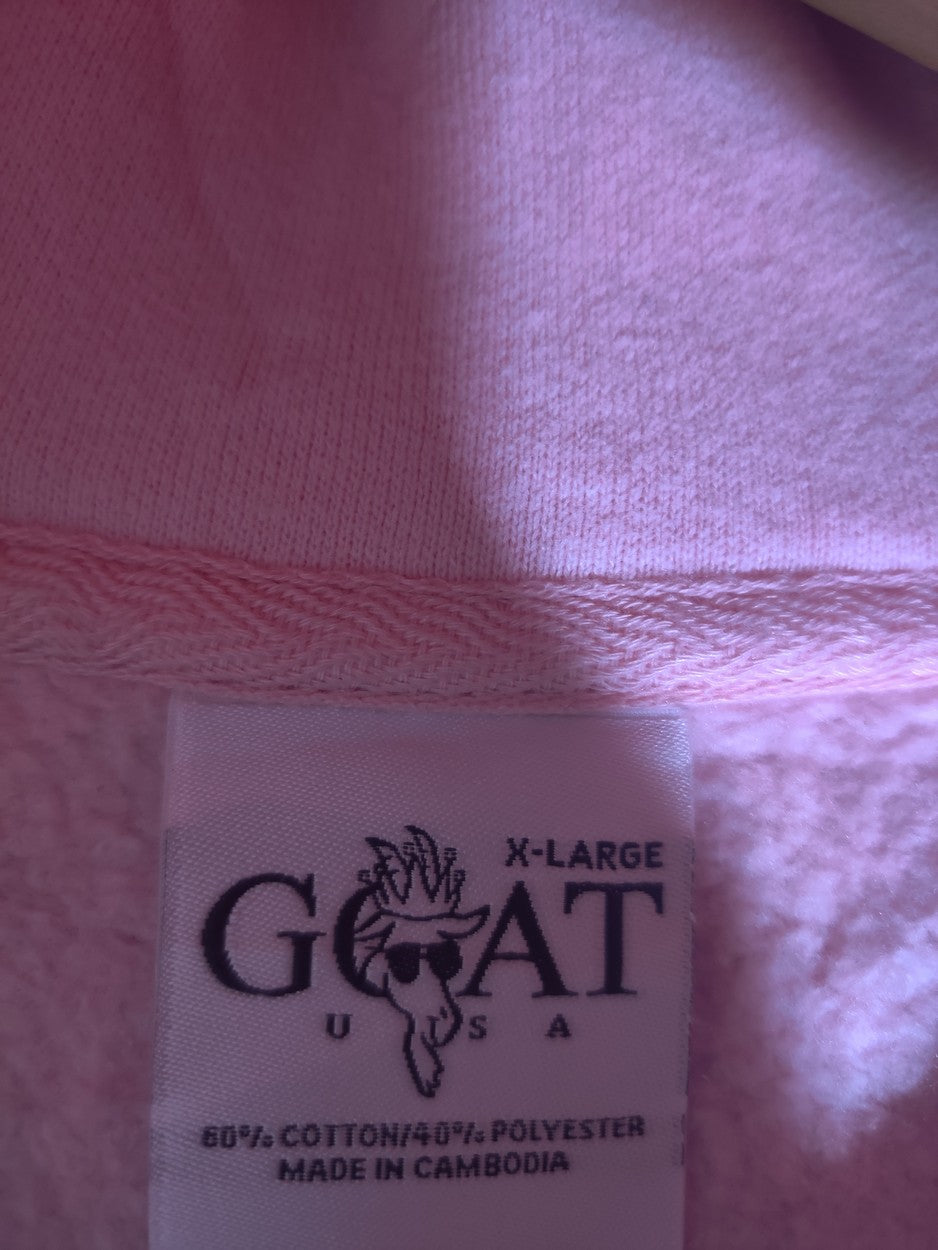 X-LARGE
GOAT
USA
60% COTTON/40% POLYESTER
MADE IN CAMBODIA